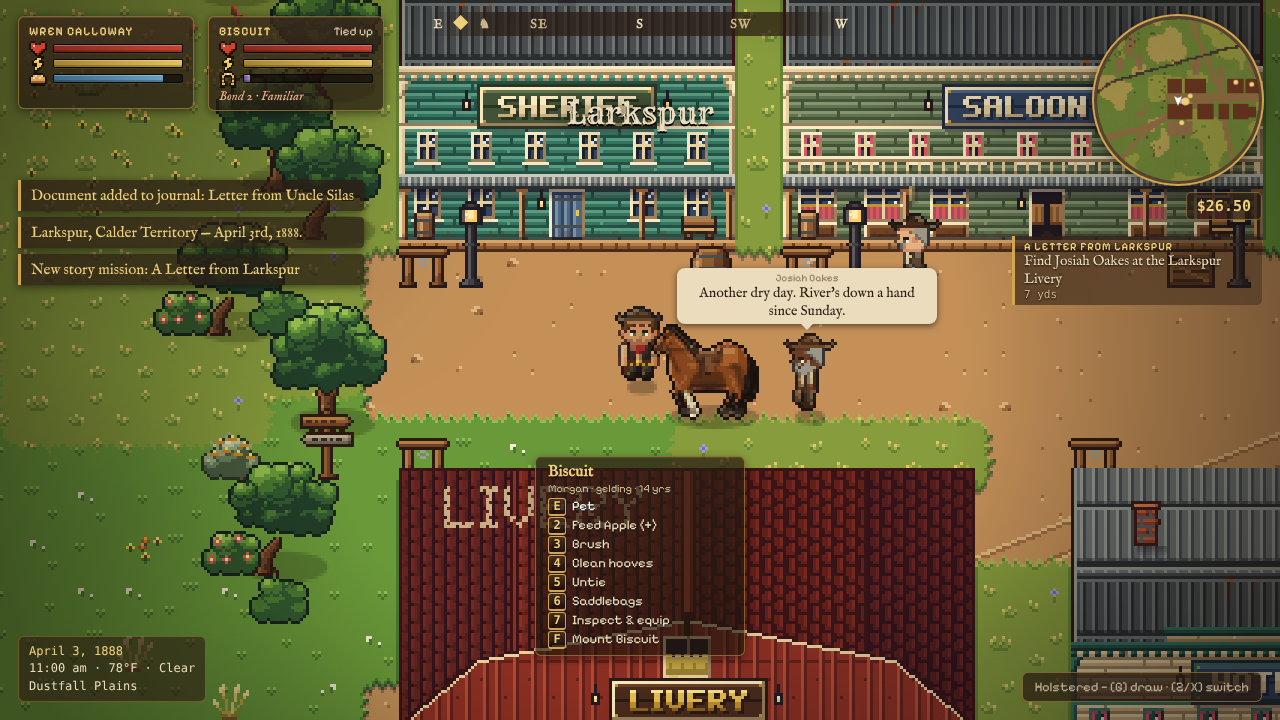 WREN CALLOWAY
BISCUIT
Tied up
Bond 2 · Familiar
E
SE
S
SW
W
SHERIFF
Larkspur
SALOON
$26.50
Document added to journal: Letter from Uncle Silas
Larkspur, Calder Territory – April 3rd, 1888.
New story mission: A Letter from Larkspur
A LETTER FROM LARKSPUR
Find Josiah Oakes at the Larkspur
Livery
7 yds
Josiah Oakes
Another dry day. River's down a hand
since Sunday.
Biscuit
Morgan · gelding · 14 yrs
E Pet
2 Feed Apple (+)
3 Brush
4 Clean hooves
5 Untie
6 Saddlebags
7 Inspect & equip
F Mount Biscuit
LIVERY
April 3, 1888
11:00 am · 78°F · Clear
Dustfall Plains
Holstered – (G) draw · (Z/X) switch